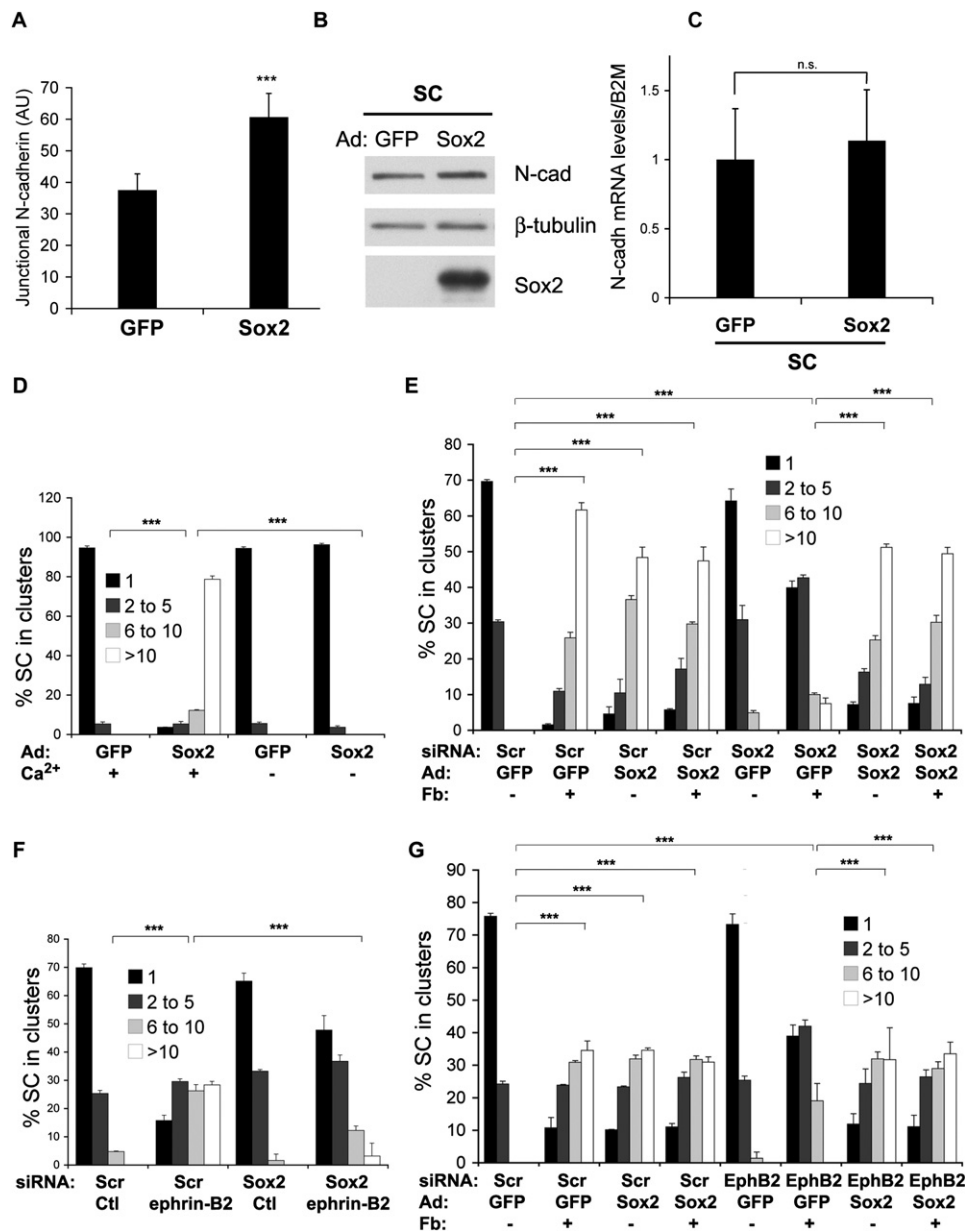 A
Junctional N-cadherin (AU)
70
60
50
40
30
20
10
0
***
GFP
Sox2
B
SC
Ad: GFP Sox2
N-cad
β-tubulin
Sox2
C
N-cadh mRNA levels/B2M
1.5
1
0.5
0
n.s.
GFP
Sox2
SC
D
% SC in clusters
120
100
80
60
40
20
0
*** ***
1
2 to 5
6 to 10
>10
Ad: GFP Sox2 GFP Sox2
Ca2+ + + - -
E
% SC in clusters
80
70
60
50
40
30
20
10
0
*** ***
*** ***
***
***
1
2 to 5
6 to 10
>10
siRNA: Scr Scr Scr Scr Sox2 Sox2 Sox2 Sox2
Ad: GFP GFP Sox2 Sox2 GFP GFP Sox2 Sox2
Fb: - + - + - + - +
F
% SC in clusters
80
70
60
50
40
30
20
10
0
*** ***
1
2 to 5
6 to 10
>10
siRNA: Scr Scr Sox2 Sox2
Ctl ephrin-B2 Ctl ephrin-B2
G
% SC in clusters
90
80
70
60
50
40
30
20
10
0
*** ***
*** ***
***
***
1
2 to 5
6 to 10
>10
siRNA: Scr Scr Scr Scr EphB2 EphB2 EphB2 EphB2
Ad: GFP GFP Sox2 Sox2 GFP GFP Sox2 Sox2
Fb: - + - + - + - +